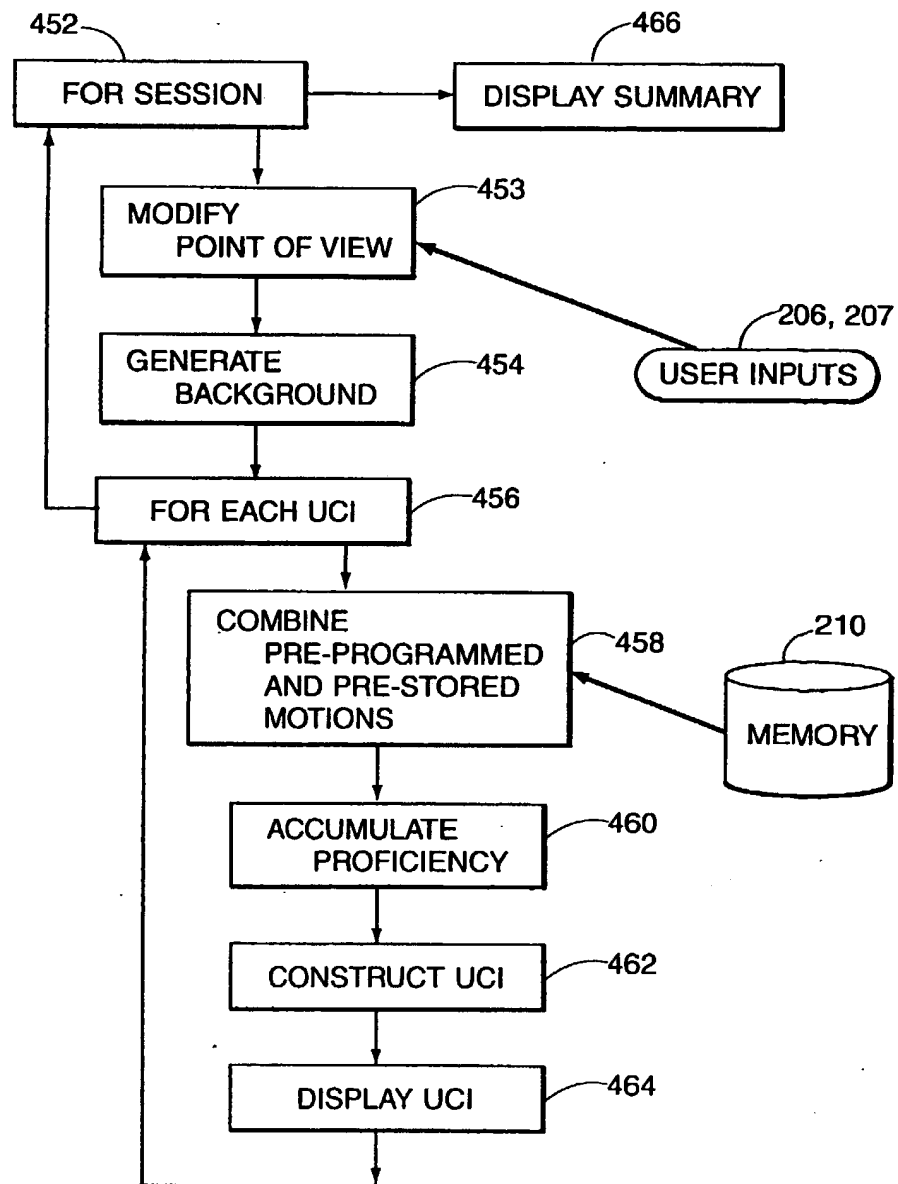 452
466
FOR SESSION
DISPLAY SUMMARY
453
MODIFY
POINT OF VIEW
206, 207
USER INPUTS
454
GENERATE
BACKGROUND
456
FOR EACH UCI
458
COMBINE
PRE-PROGRAMMED
AND PRE-STORED
MOTIONS
210
MEMORY
460
ACCUMULATE
PROFICIENCY
462
CONSTRUCT UCI
464
DISPLAY UCI